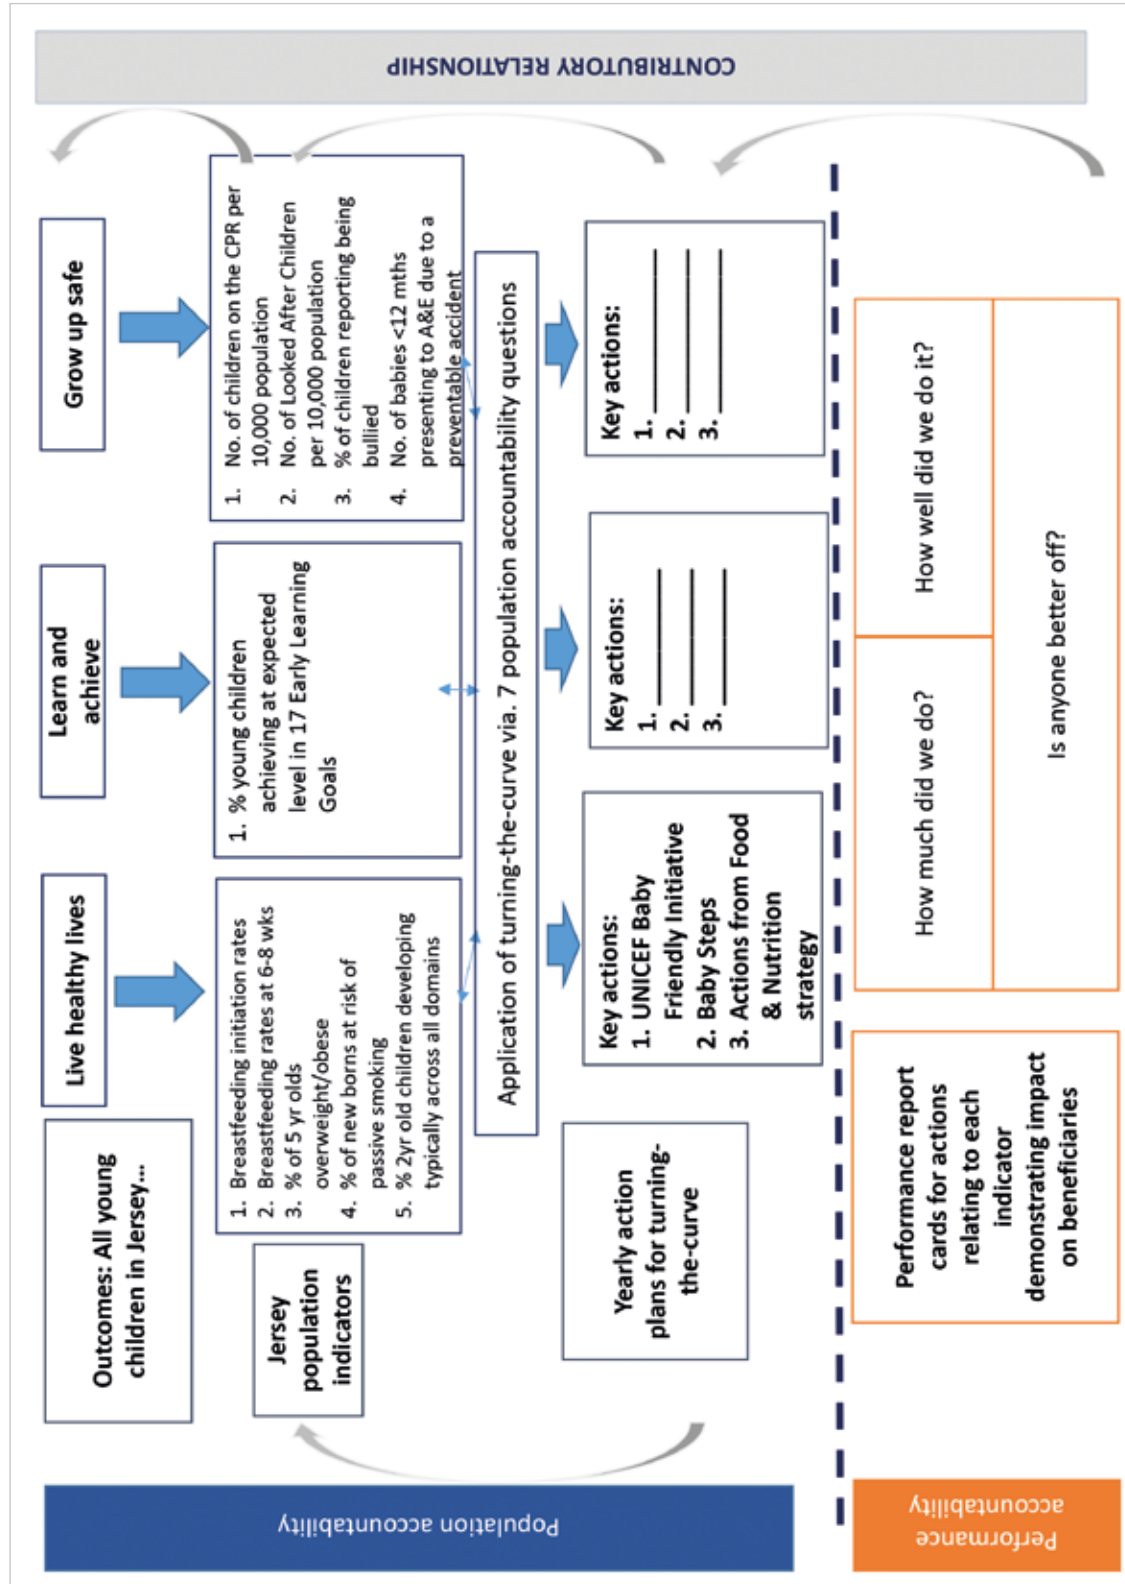 Outcomes: All young
children in Jersey...
Live healthy lives
Learn and
achieve
Grow up safe
Jersey
population
indicators
1. Breastfeeding initiation rates
2. Breastfeeding rates at 6-8 wks
3. % of 5 yr olds
overweight/obese
4. % of new borns at risk of
passive smoking
5. % 2yr old children developing
typically across all domains
1. % young children
achieving at expected
level in 17 Early Learning
Goals
1. No. of children on the CPR per
10,000 population
2. No. of Looked After Children
per 10,000 population
3. % of children reporting being
bullied
4. No. of babies <12 mths
presenting to A&E due to a
preventable accident
Application of turning-the-curve via. 7 population accountability questions
Yearly action
plans for turning-
the-curve
Key actions:
1. UNICEF Baby
Friendly Initiative
2. Baby Steps
3. Actions from Food
& Nutrition
strategy
Key actions:
1. ___________
2. ___________
3. ___________
Key actions:
1. ___________
2. ___________
3. ___________
Performance report
cards for actions
relating to each
indicator
demonstrating impact
on beneficiaries
How much did we do?
How well did we do it?
Is anyone better off?
Population accountability
Performance
accountability
CONTRIBUTORY RELATIONSHIP